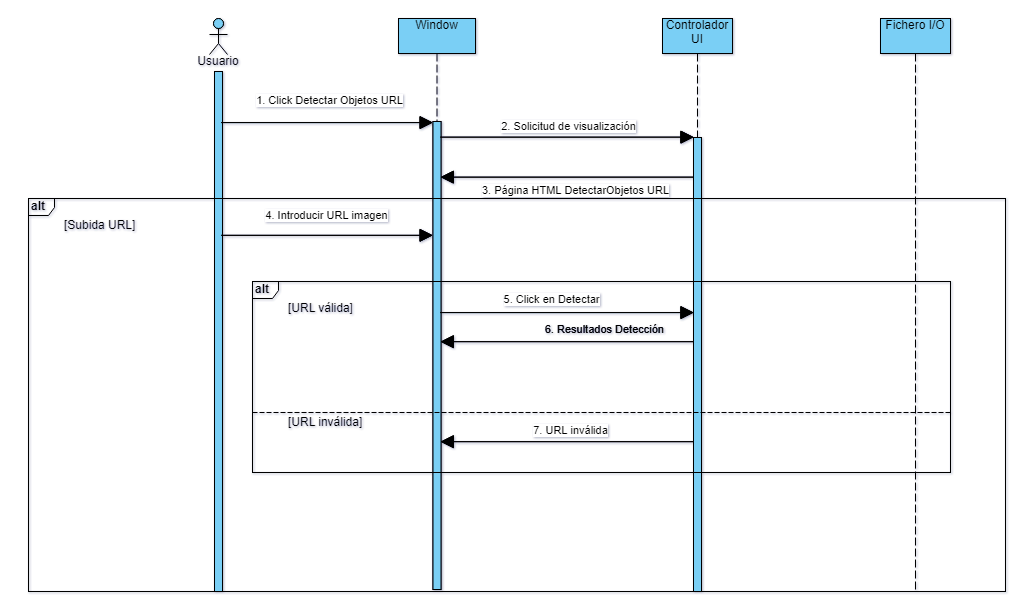 Usuario
Window
Controlador
UI
Fichero I/O
1. Click Detectar Objetos URL
2. Solicitud de visualización
3. Página HTML DetectarObjetos URL
alt
[Subida URL]
4. Introducir URL imagen
alt
[URL válida]
5. Click en Detectar
6. Resultados Detección
[URL inválida]
7. URL inválida